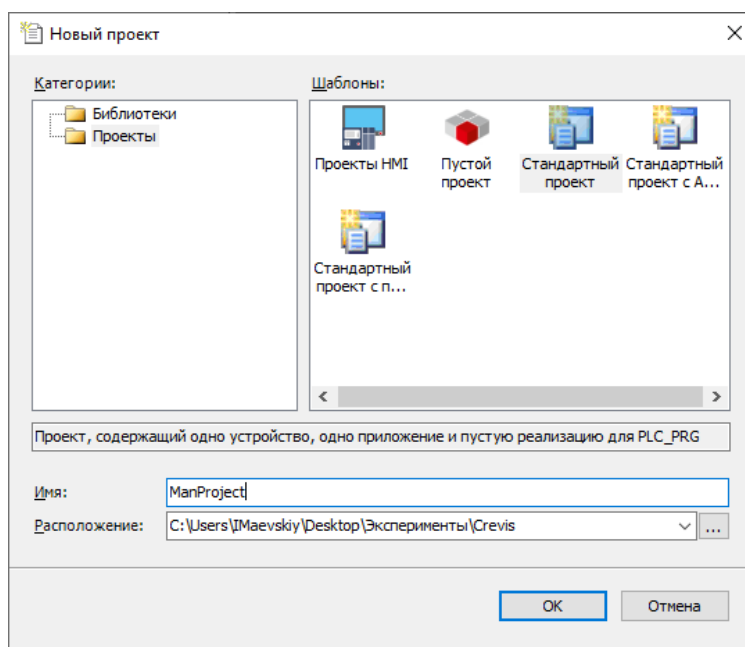 Новый проект
Категории:
Библиотеки
Проекты
Шаблоны:
Проекты HMI
Пустой
проект
Стандартный
проект
Стандартный
проект с A...
Стандартный
проект с п...
Проект, содержащий одно устройство, одно приложение и пустую реализацию для PLC_PRG
Имя:
ManProject
Расположение:
C:\Users\IMaevskiy\Desktop\Эксперименты\Crevis
...
ОК
Отмена